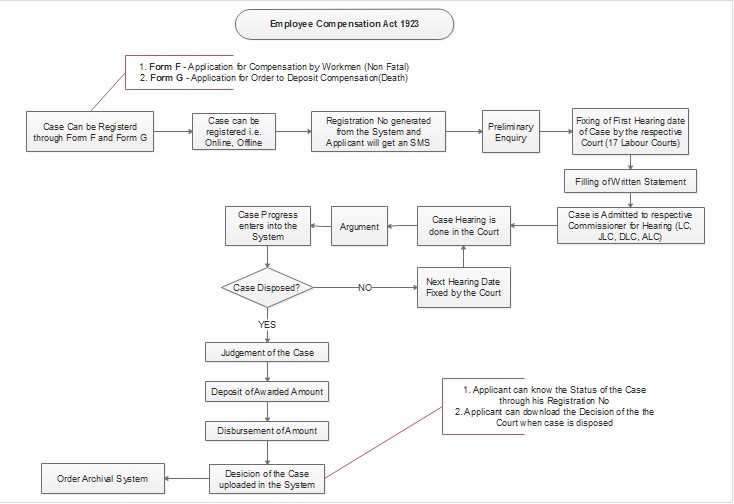 Employee Compensation Act 1923
1. Form F - Application for Compensation by Workmen (Non Fatal)
2. Form G - Application for Order to Deposit Compensation(Death)
Case Can be Registerd
through Form F and Form G
Case can be
registered i.e.
Online, Offline
Registration No generated
from the System and
Applicant will get an SMS
Preliminary
Enquiry
Fixing of First Hearing date
of Case by the respective
Court (17 Labour Courts)
Filling of Written Statement
Case is Admitted to respective
Commissioner for Hearing (LC,
JLC, DLC, ALC)
Case Hearing is
done in the Court
Argument
Case Progress
enters into the
System
Case Disposed?
NO
Next Hearing Date
Fixed by the Court
YES
Judgement of the Case
Deposit of Awarded Amount
Disbursement of Amount
Desicion of the Case
uploaded in the System
Order Archival System
1. Applicant can know the Status of the Case
through his Registration No
2. Applicant can download the Decision of the the
Court when case is disposed